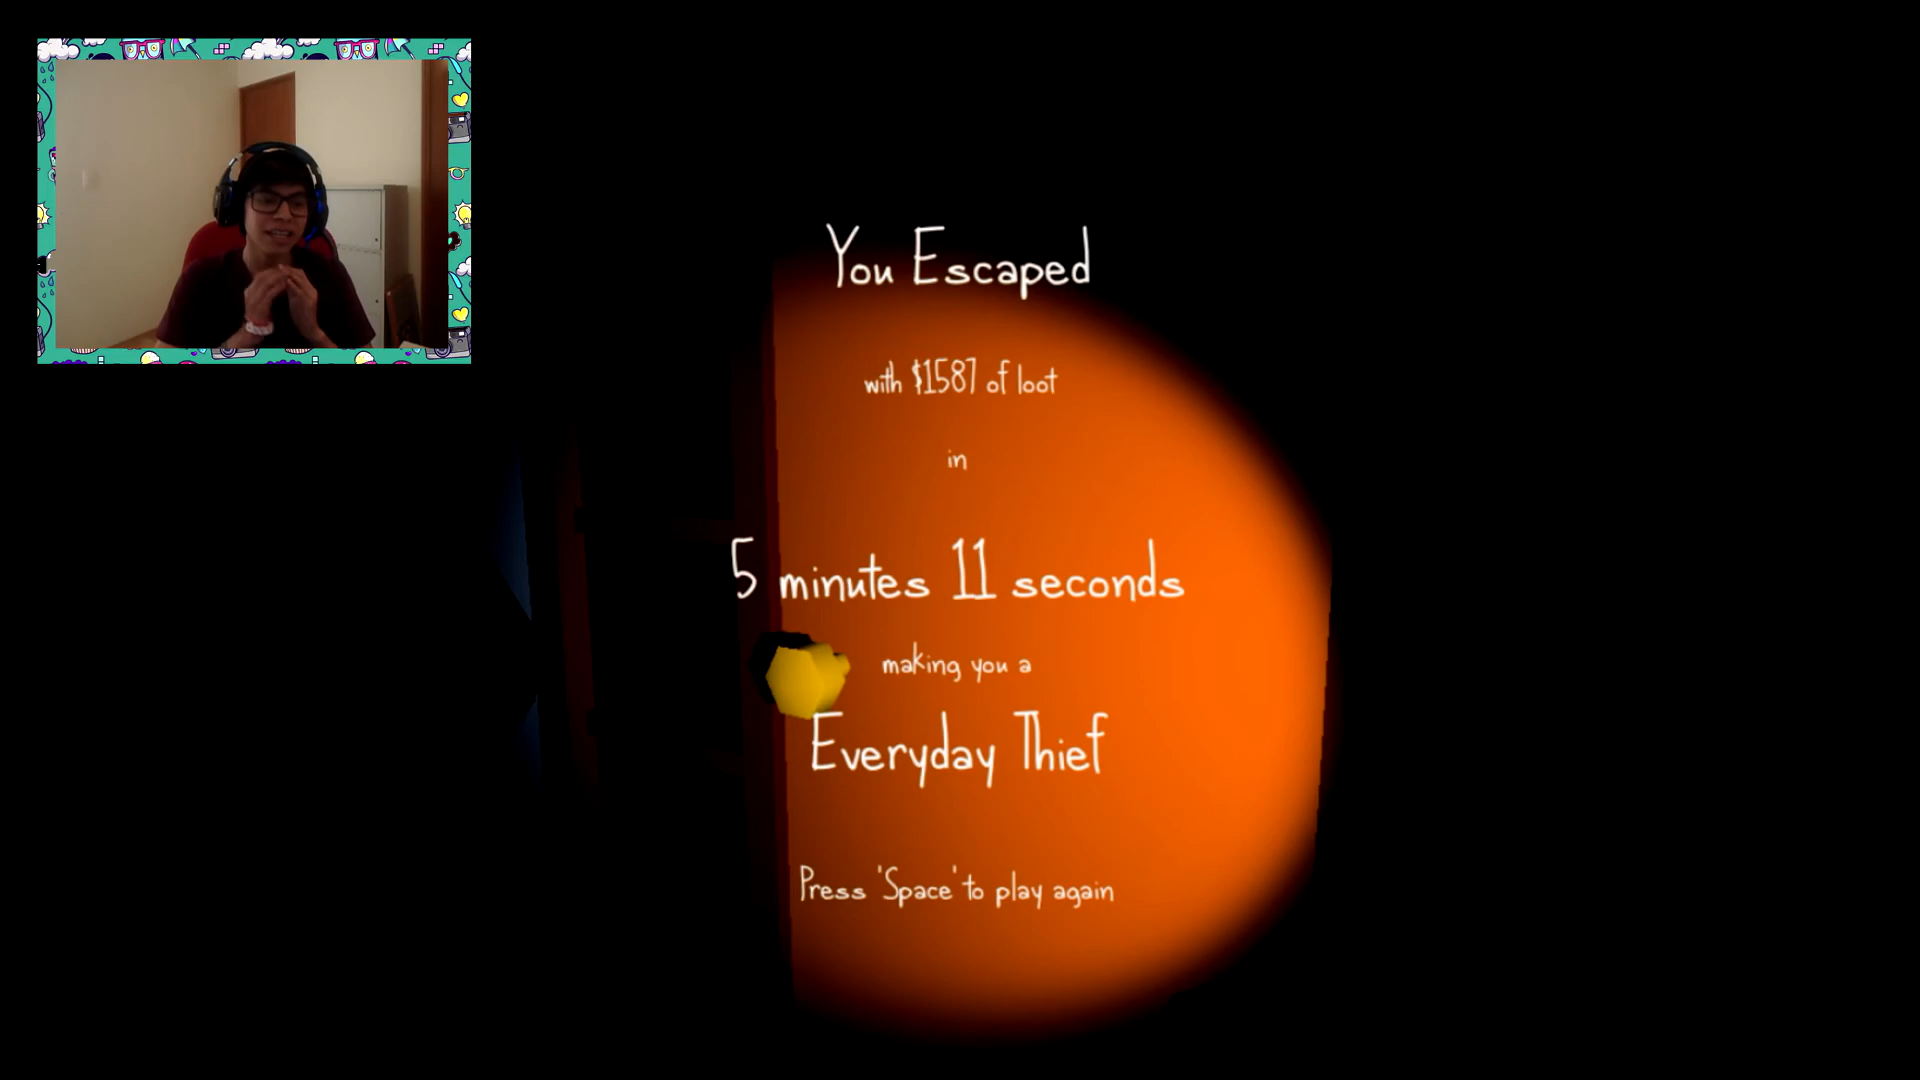 You Escaped
with $1587 of loot
in
5 minutes 11 seconds
making you a
Everyday Thief
Press 'Space' to play again